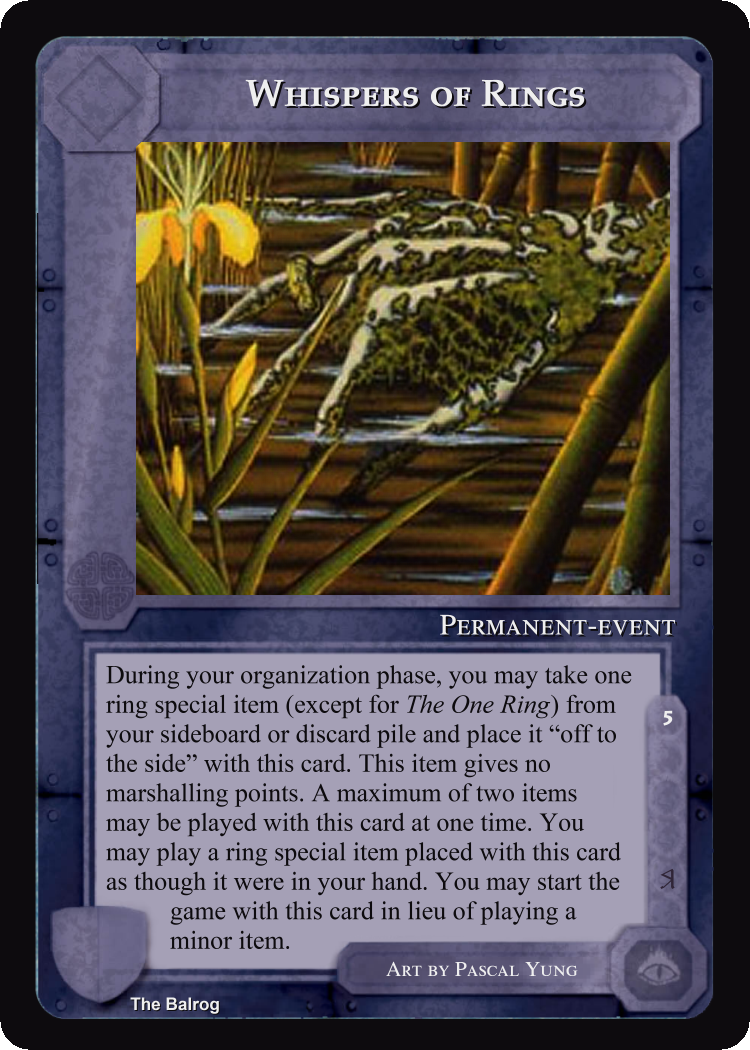 Whispers of Rings
Permanent-event
During your organization phase, you may take one
ring special item (except for The One Ring) from
your sideboard or discard pile and place it “off to
the side” with this card. This item gives no
marshalling points. A maximum of two items
may be played with this card at one time. You
may play a ring special item placed with this card
as though it were in your hand. You may start the
game with this card in lieu of playing a
minor item.
5
Art by Pascal Yung
The Balrog